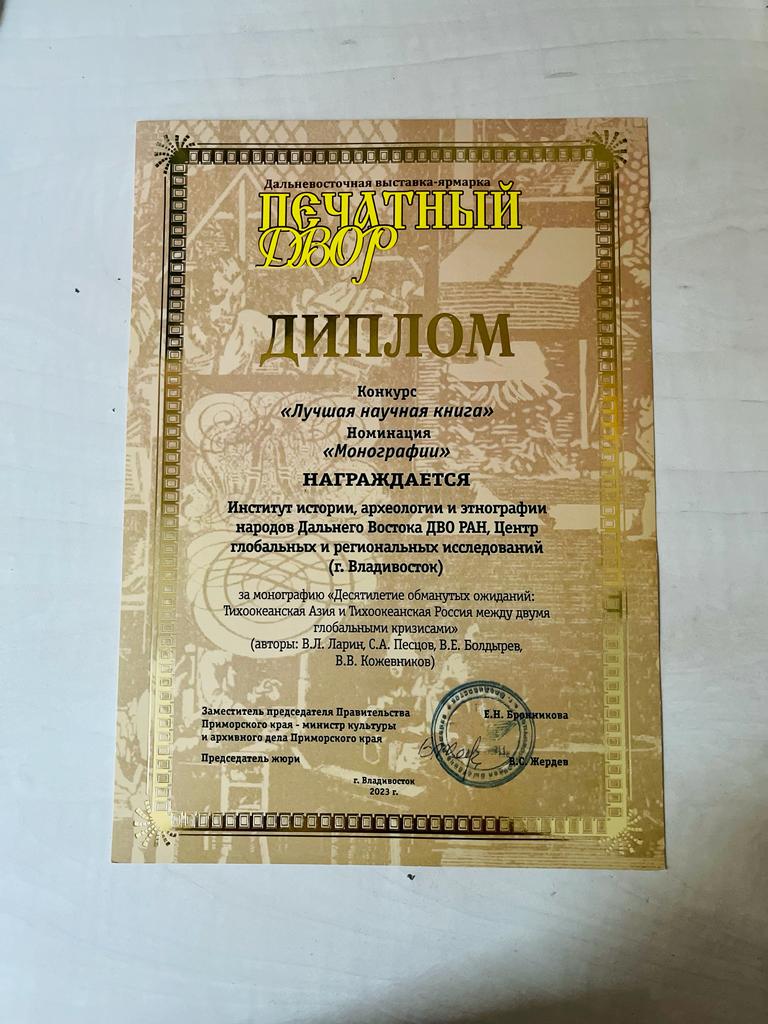 Дальневосточная выставка-ярмарка
ПЕЧАТНЫЙ
ДВОР
ДИПЛОМ
Конкурс
«Лучшая научная книга»
Номинация
«Монографии»
НАГРАЖДАЕТСЯ
Институт истории, археологии и этнографии
народов Дальнего Востока ДВО РАН, Центр
глобальных и региональных исследований
(г. Владивосток)
за монографию «Десятилетие обманутых ожиданий:
Тихоокеанская Азия и Тихоокеанская Россия между двумя
глобальными кризисами»
(авторы: В.Л. Ларин, С.А. Песцов, В.Е. Болдырев,
В.В. Кожевников)
Заместитель председателя Правительства
Приморского края - министр культуры
и архивного дела Приморского края
Е.Н. Бронникова
Председатель жюри
В.С. Жердев
г. Владивосток
2023 г.